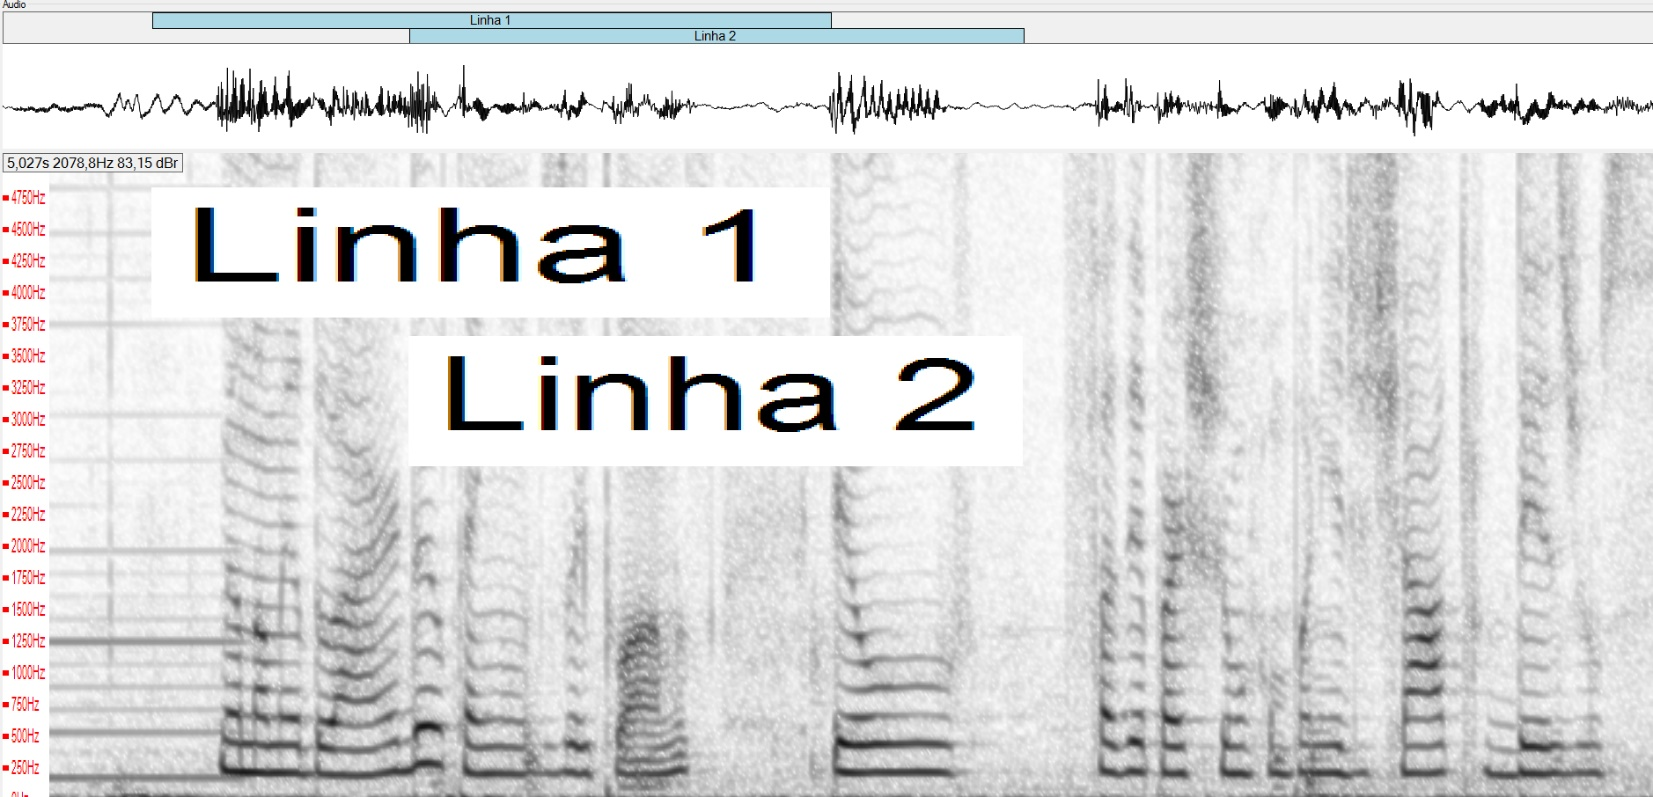 Audio
Linha 1
Linha 2
5,027s 2078,8Hz 83,15 dBr
4750Hz
4500Hz
4250Hz
4000Hz
3750Hz
3500Hz
3250Hz
3000Hz
2750Hz
2500Hz
2250Hz
2000Hz
1750Hz
1500Hz
1250Hz
1000Hz
750Hz
500Hz
250Hz
0Hz
Linha 1
Linha 2